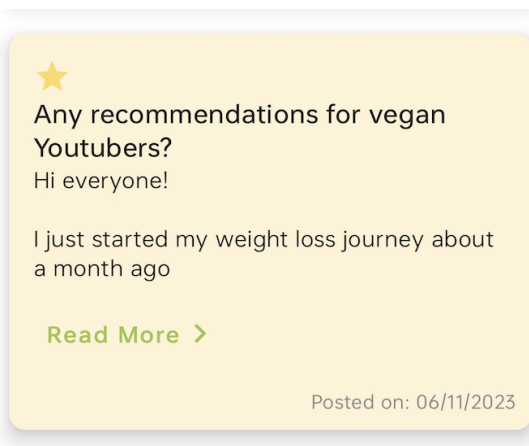 Any recommendations for vegan
Youtubers?
Hi everyone!
I just started my weight loss journey about
a month ago
Read More
Posted on: 06/11/2023